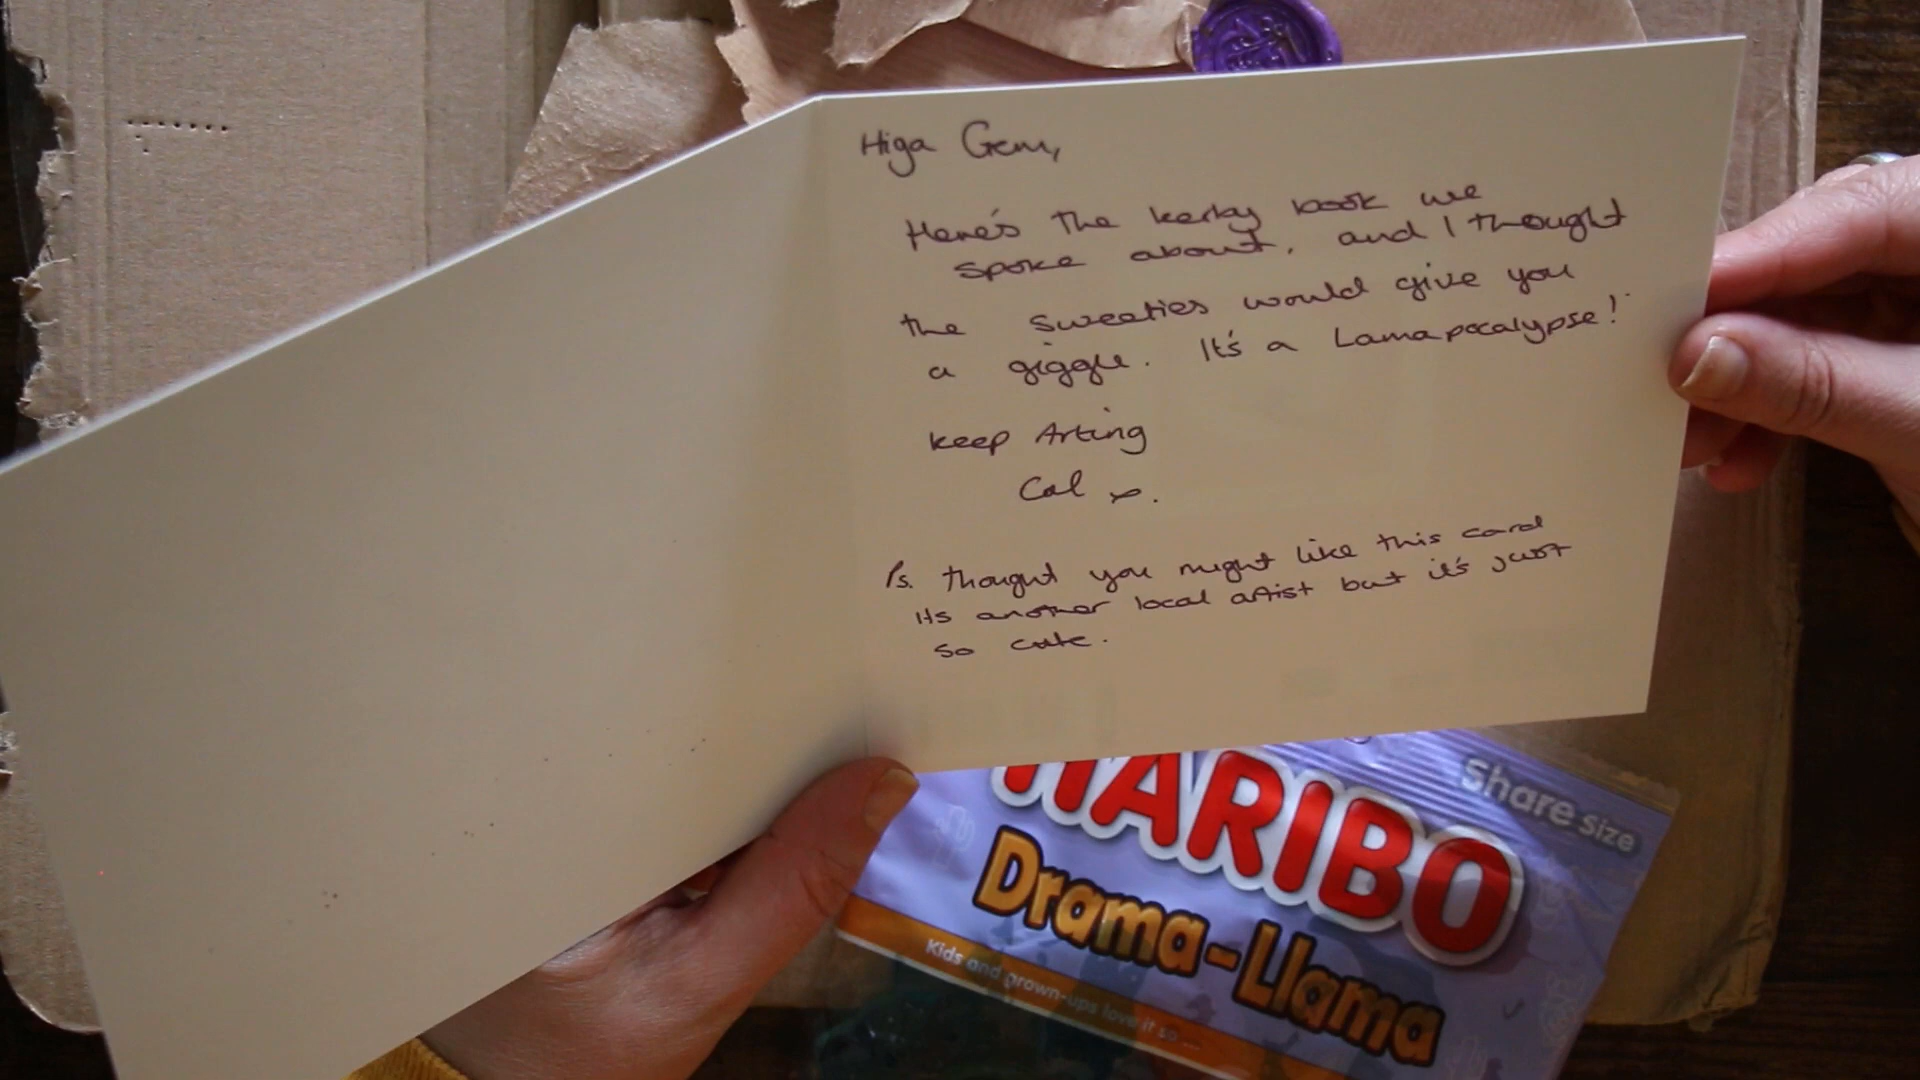 Higa Gem,
Here's the kerky book we
spoke about. and I thought
the sweeties would give you
a giggle. It's a Lamapocalypse!
keep Arting
Cal x.
Ps. thought you might like this card
its another local artist but it's just
so cute.
HARIBO
share size
Drama-Llama
Kids and grown-ups love it so...